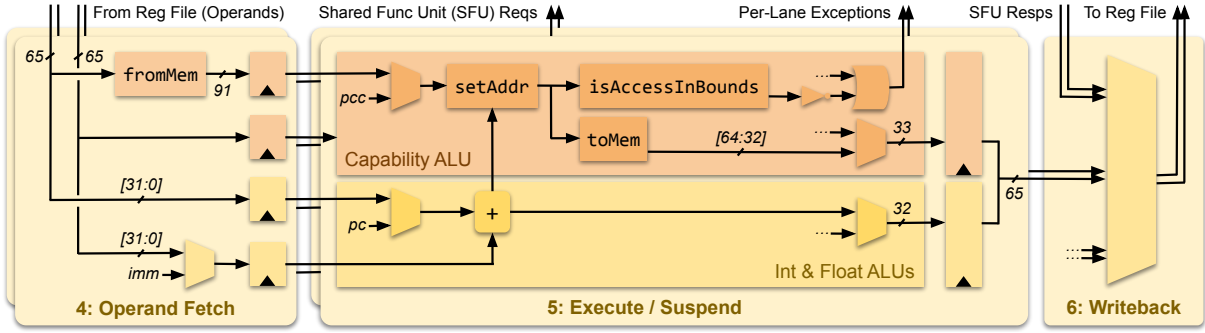 From Reg File (Operands)
Shared Func Unit (SFU) Reqs
Per-Lane Exceptions
SFU Resps
To Reg File
65
65
fromMem
91
[31:0]
[31:0]
imm
4: Operand Fetch
pcc
setAddr
isAccessInBounds
...
toMem
[64:32]
...
33
Capability ALU
pc
+
32
...
Int & Float ALUs
5: Execute / Suspend
65
...
6: Writeback